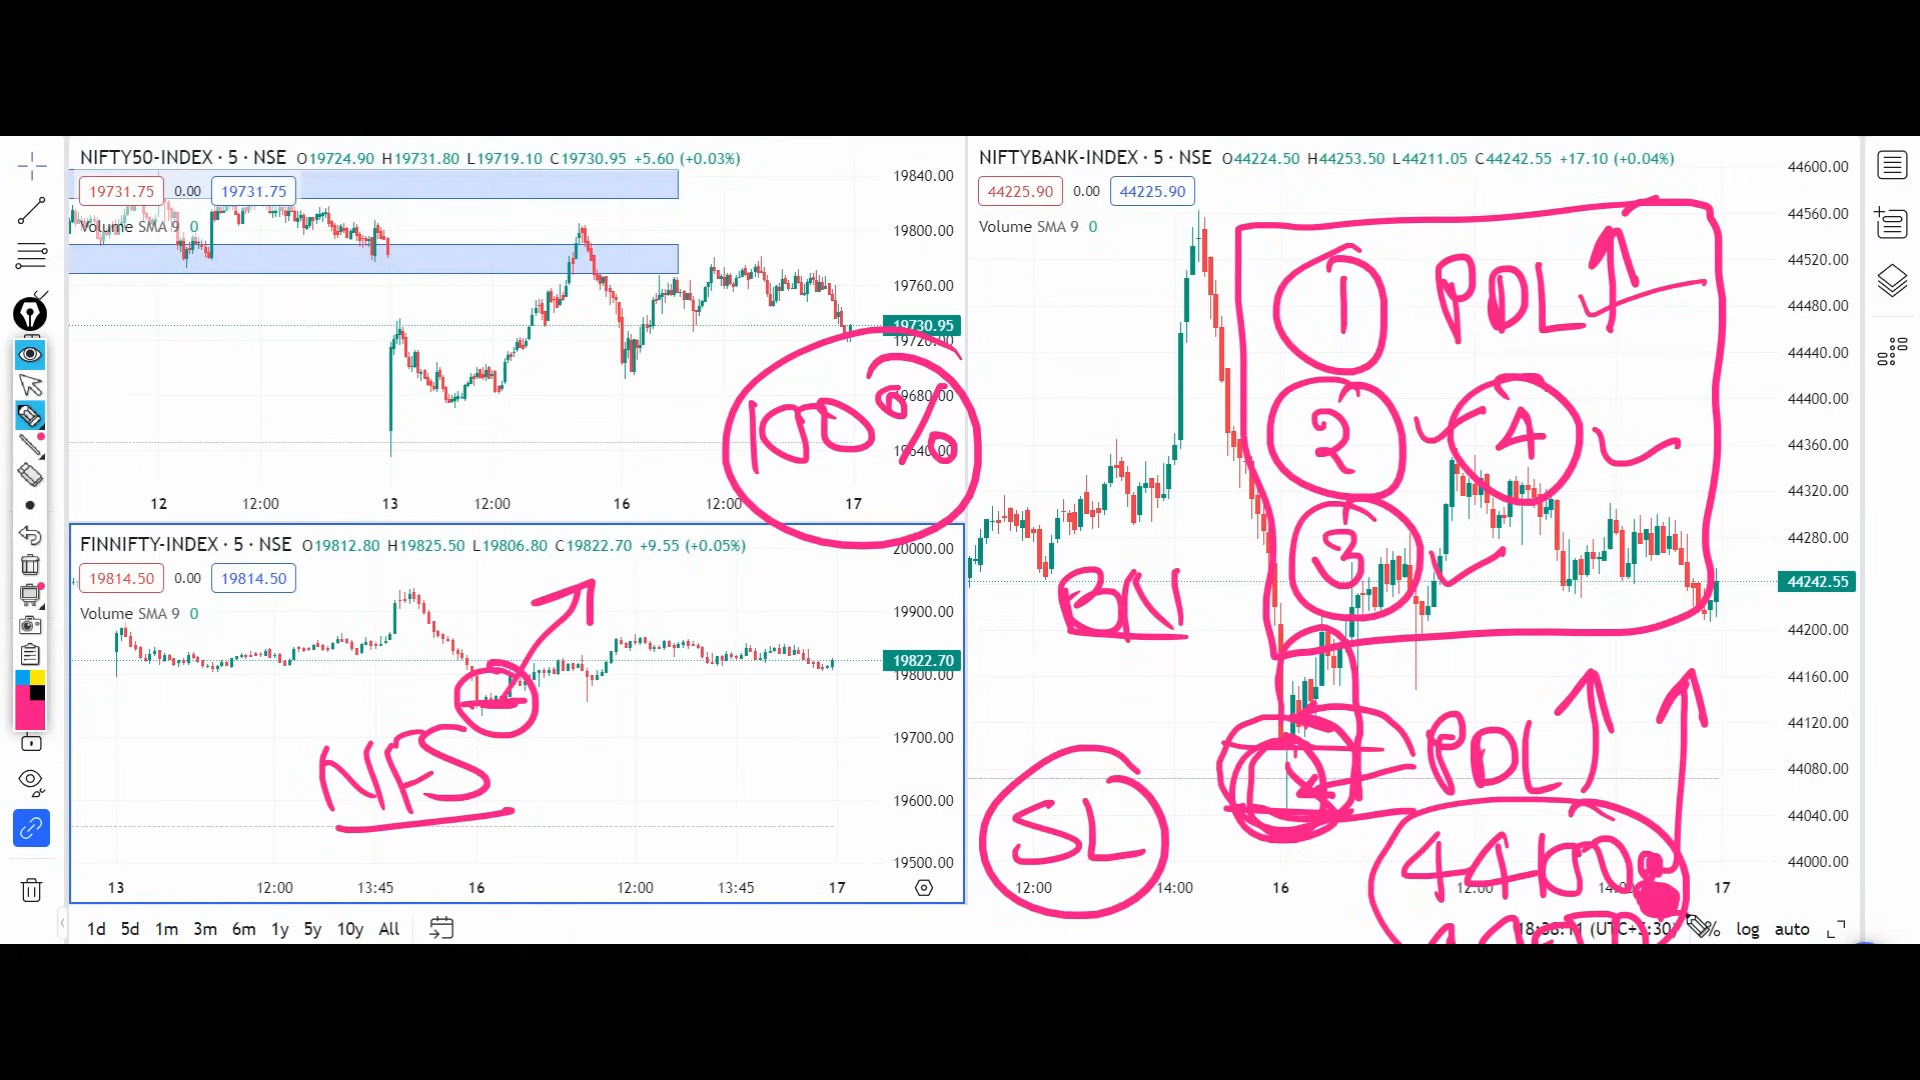 NIFTY50-INDEX · 5 · NSE O19724.90 H19731.80 L19719.10 C19730.95 +5.60 (+0.03%)
19731.75 0.00 19731.75
Volume SMA 9 0
19840.00
19800.00
19760.00
19730.95
19720.00
19680.00
19640.00
100%
12 12:00 13 12:00 16 12:00 17
FINNIFTY-INDEX · 5 · NSE O19812.80 H19825.50 L19806.80 C19822.70 +9.55 (+0.05%)
19814.50 0.00 19814.50
Volume SMA 9 0
20000.00
19900.00
19822.70
19800.00
19700.00
19600.00
19500.00
NFS
13 12:00 13:45 16 12:00 13:45 17
NIFTYBANK-INDEX · 5 · NSE O44224.50 H44253.50 L44211.05 C44242.55 +17.10 (+0.04%)
44225.90 0.00 44225.90
Volume SMA 9 0
44600.00
44560.00
44520.00
44480.00
44440.00
44400.00
44360.00
44320.00
44280.00
44242.55
44200.00
44160.00
44120.00
44080.00
44040.00
44000.00
1 PDL
2 4
3
BN
PDL
SL
44100
12:00 14:00 16 12:00 17
1d 5d 1m 3m 6m 1y 5y 10y All
(UTC+5:30) % log auto